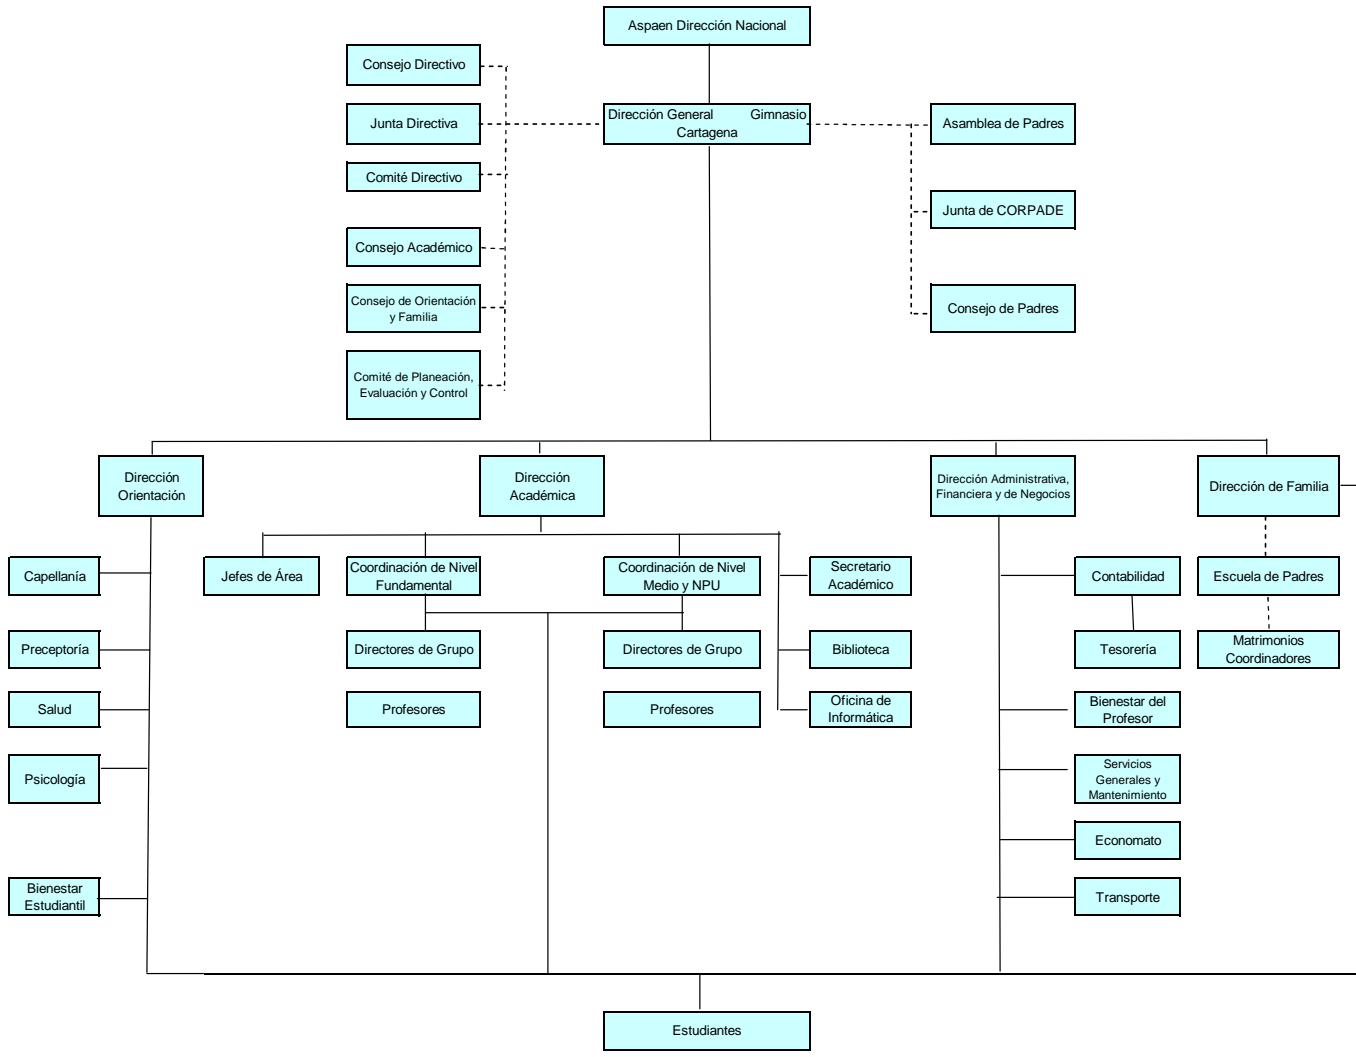 Aspaen Dirección Nacional
Consejo Directivo
Dirección General Gimnasio
Cartagena
Junta Directiva
Asamblea de Padres
Comité Directivo
Junta de CORPADE
Consejo Académico
Consejo de Orientación
y Familia
Consejo de Padres
Comité de Planeación,
Evaluación y Control
Dirección
Orientación
Dirección
Académica
Dirección Administrativa,
Financiera y de Negocios
Dirección de Familia
Capellanía
Jefes de Área
Coordinación de Nivel
Fundamental
Coordinación de Nivel
Medio y NPU
Secretario
Académico
Contabilidad
Escuela de Padres
Preceptoría
Directores de Grupo
Directores de Grupo
Biblioteca
Tesorería
Matrimonios
Coordinadores
Salud
Profesores
Profesores
Oficina de
Informática
Bienestar del
Profesor
Psicología
Servicios
Generales y
Mantenimiento
Economato
Bienestar
Estudiantil
Transporte
Estudiantes